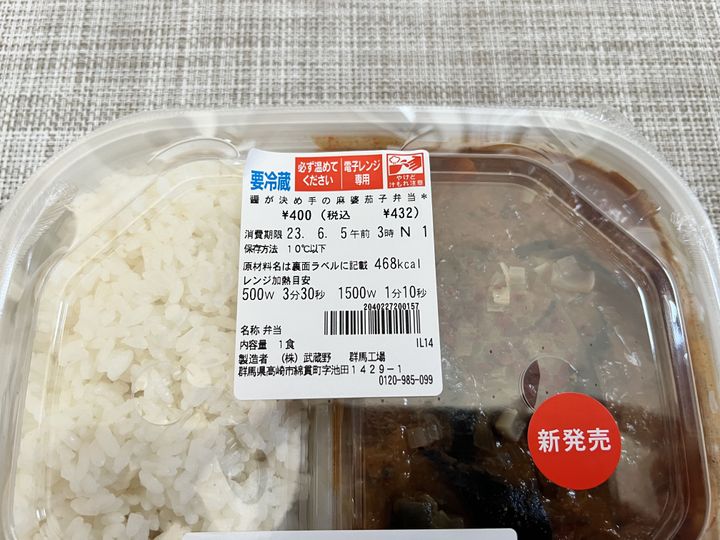 要冷蔵
必ず温めて
ください
電子レンジ
専用
やけど
汁もれ注意
醤が決め手の麻婆茄子弁当*
¥400(税込 ¥432)
消費期限 23. 6. 5午前 3時 N 1
保存方法 10℃以下
原材料名は裏面ラベルに記載 468kcal
レンジ加熱目安
500W 3分30秒 1500W 1分10秒
2040227200157
名称 弁当
内容量 1食 IL14
製造者 (株)武蔵野 群馬工場
群馬県高崎市綿貫町字池田1429-1
0120-985-099
新発売